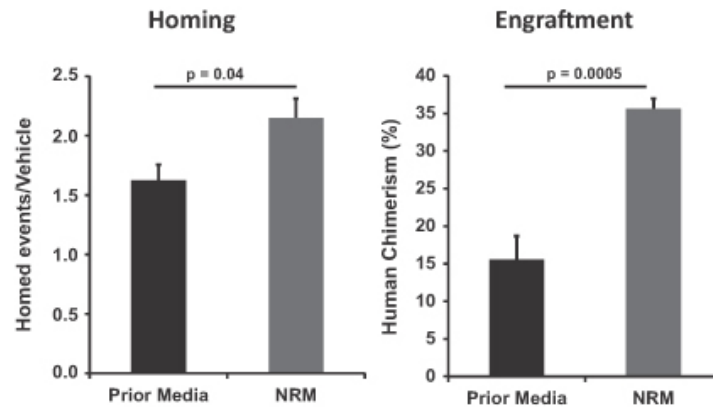 Homing
p = 0.04
Homed events/Vehicle
2.5
2.0
1.5
1.0
0.5
0.0
Prior Media NRM
Engraftment
p = 0.0005
Human Chimerism (%)
40
35
30
25
20
15
10
5
0
Prior Media NRM